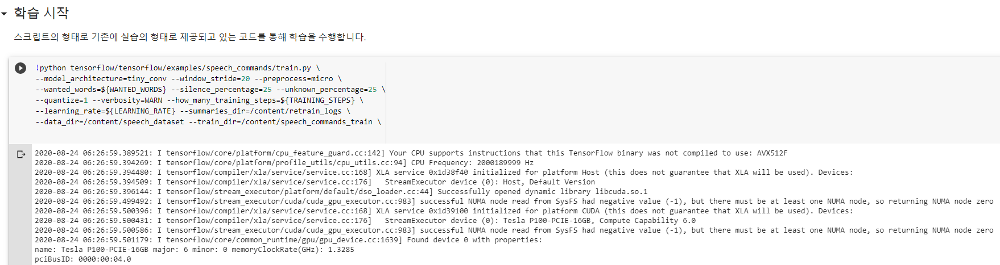 학습 시작
스크립트의 형태로 기존에 실습의 형태로 제공되고 있는 코드를 통해 학습을 수행합니다.
!python tensorflow/tensorflow/examples/speech_commands/train.py \
--model_architecture=tiny_conv --window_stride=20 --preprocess=micro \
--wanted_words=${WANTED_WORDS} --silence_percentage=25 --unknown_percentage=25 \
--quantize=1 --verbosity=WARN --how_many_training_steps=${TRAINING_STEPS} \
--learning_rate=${LEARNING_RATE} --summaries_dir=/content/retrain_logs \
--data_dir=/content/speech_dataset --train_dir=/content/speech_commands_train \
2020-08-24 06:26:59.389521: I tensorflow/core/platform/cpu_feature_guard.cc:142] Your CPU supports instructions that this TensorFlow binary was not compiled to use: AVX512F
2020-08-24 06:26:59.394269: I tensorflow/core/platform/profile_utils/cpu_utils.cc:94] CPU Frequency: 2000189999 Hz
2020-08-24 06:26:59.394480: I tensorflow/compiler/xla/service/service.cc:168] XLA service 0x1d38f40 initialized for platform Host (this does not guarantee that XLA will be used). Devices:
2020-08-24 06:26:59.394509: I tensorflow/compiler/xla/service/service.cc:176]   StreamExecutor device (0): Host, Default Version
2020-08-24 06:26:59.396144: I tensorflow/stream_executor/platform/default/dso_loader.cc:44] Successfully opened dynamic library libcuda.so.1
2020-08-24 06:26:59.499492: I tensorflow/stream_executor/cuda/cuda_gpu_executor.cc:983] successful NUMA node read from SysFS had negative value (-1), but there must be at least one NUMA node, so returning NUMA node zero
2020-08-24 06:26:59.500396: I tensorflow/compiler/xla/service/service.cc:168] XLA service 0x1d39100 initialized for platform CUDA (this does not guarantee that XLA will be used). Devices:
2020-08-24 06:26:59.500431: I tensorflow/compiler/xla/service/service.cc:176]   StreamExecutor device (0): Tesla P100-PCIE-16GB, Compute Capability 6.0
2020-08-24 06:26:59.500586: I tensorflow/stream_executor/cuda/cuda_gpu_executor.cc:983] successful NUMA node read from SysFS had negative value (-1), but there must be at least one NUMA node, so returning NUMA node zero
2020-08-24 06:26:59.501179: I tensorflow/core/common_runtime/gpu/gpu_device.cc:1639] Found device 0 with properties:
name: Tesla P100-PCIE-16GB major: 6 minor: 0 memoryClockRate(GHz): 1.3285
pciBusID: 0000:00:04.0